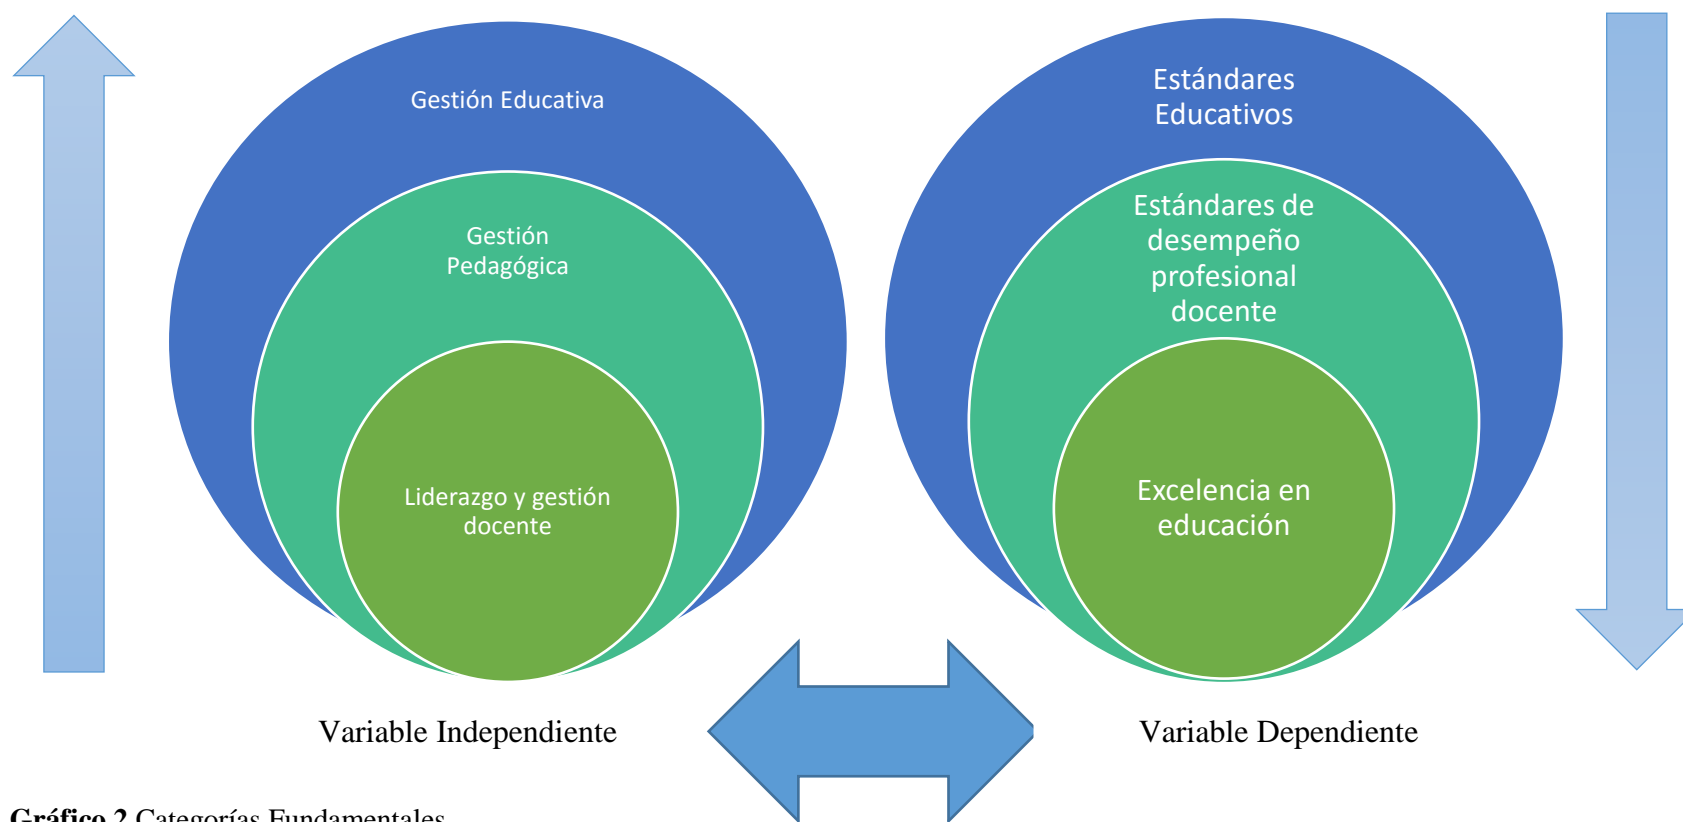 Gestión Educativa
Gestión
Pedagógica
Liderazgo y gestión
docente
Estándares
Educativos
Estándares de
desempeño
profesional
docente
Excelencia en
educación
Variable Independiente
Variable Dependiente
Gráfico 2 Categorías Fundamentales